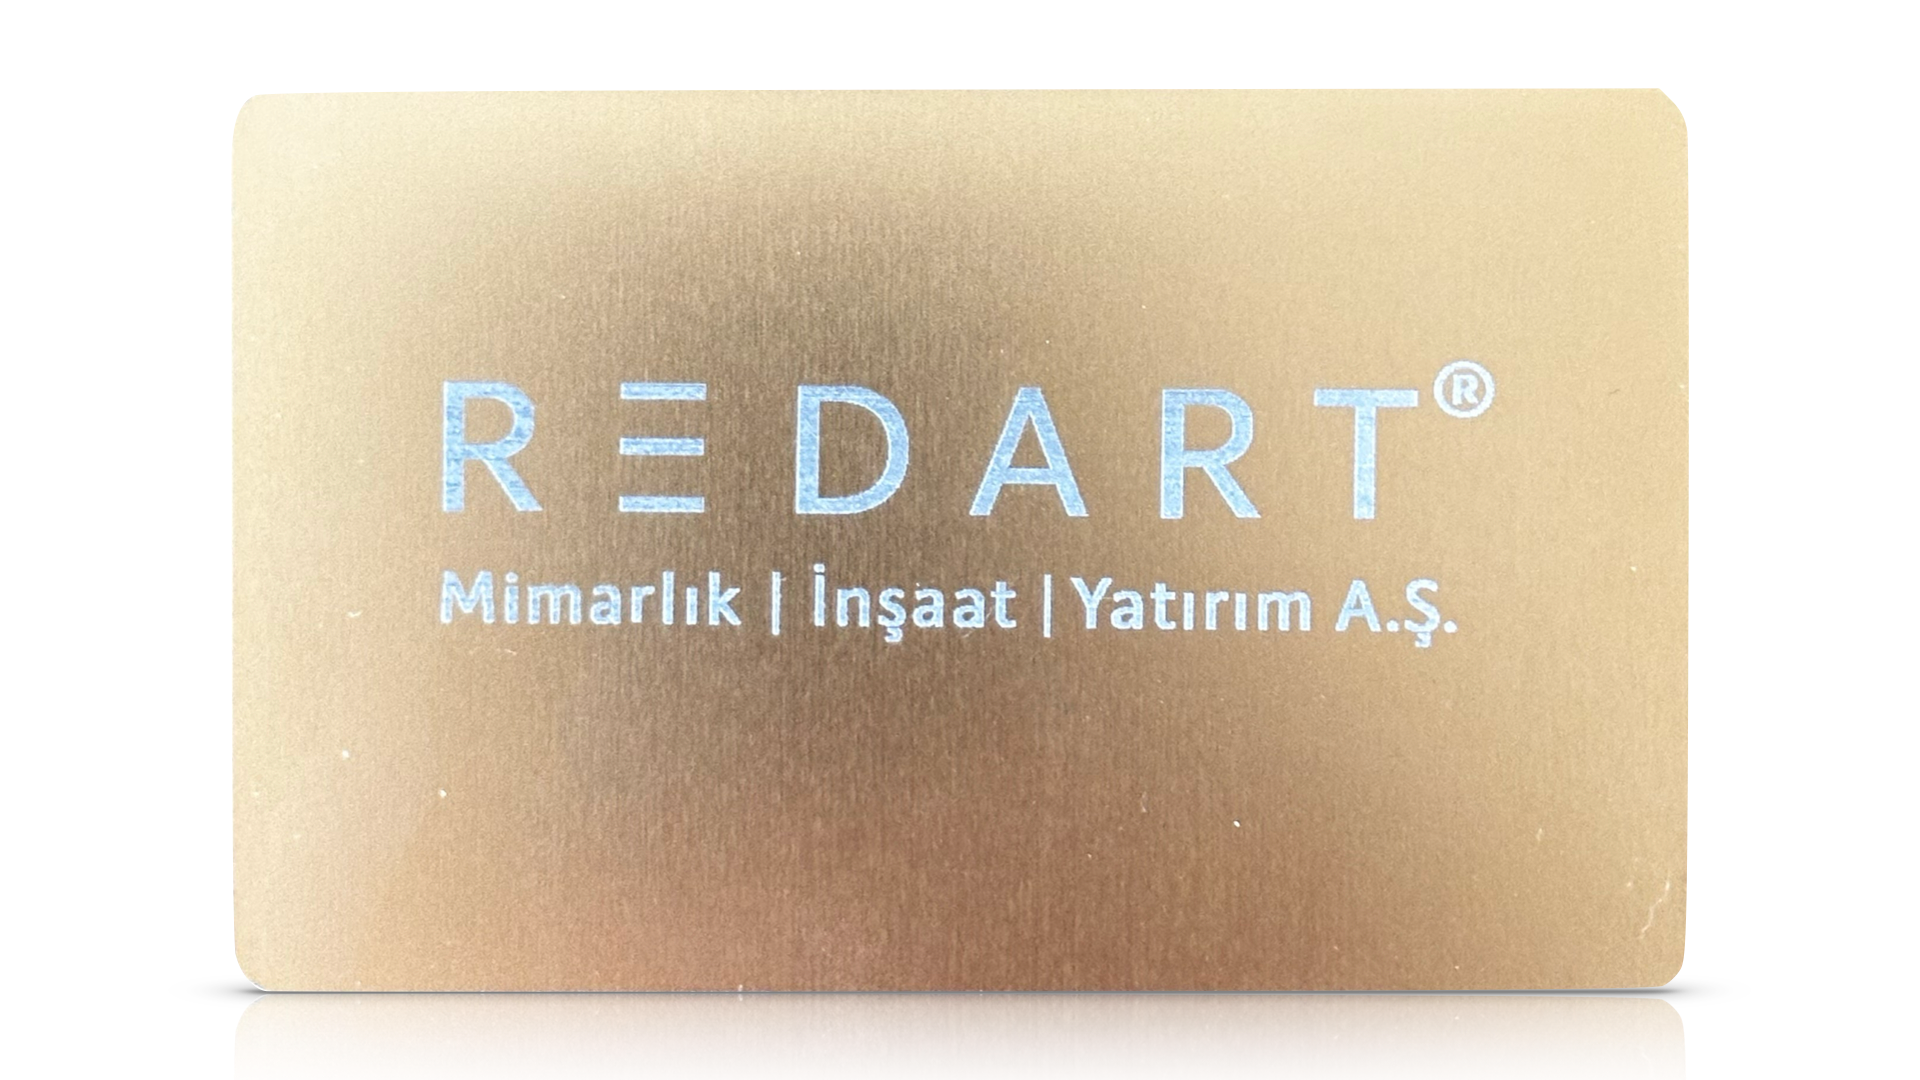 REDART®
Mimarlık | İnşaat | Yatırım A.Ş.